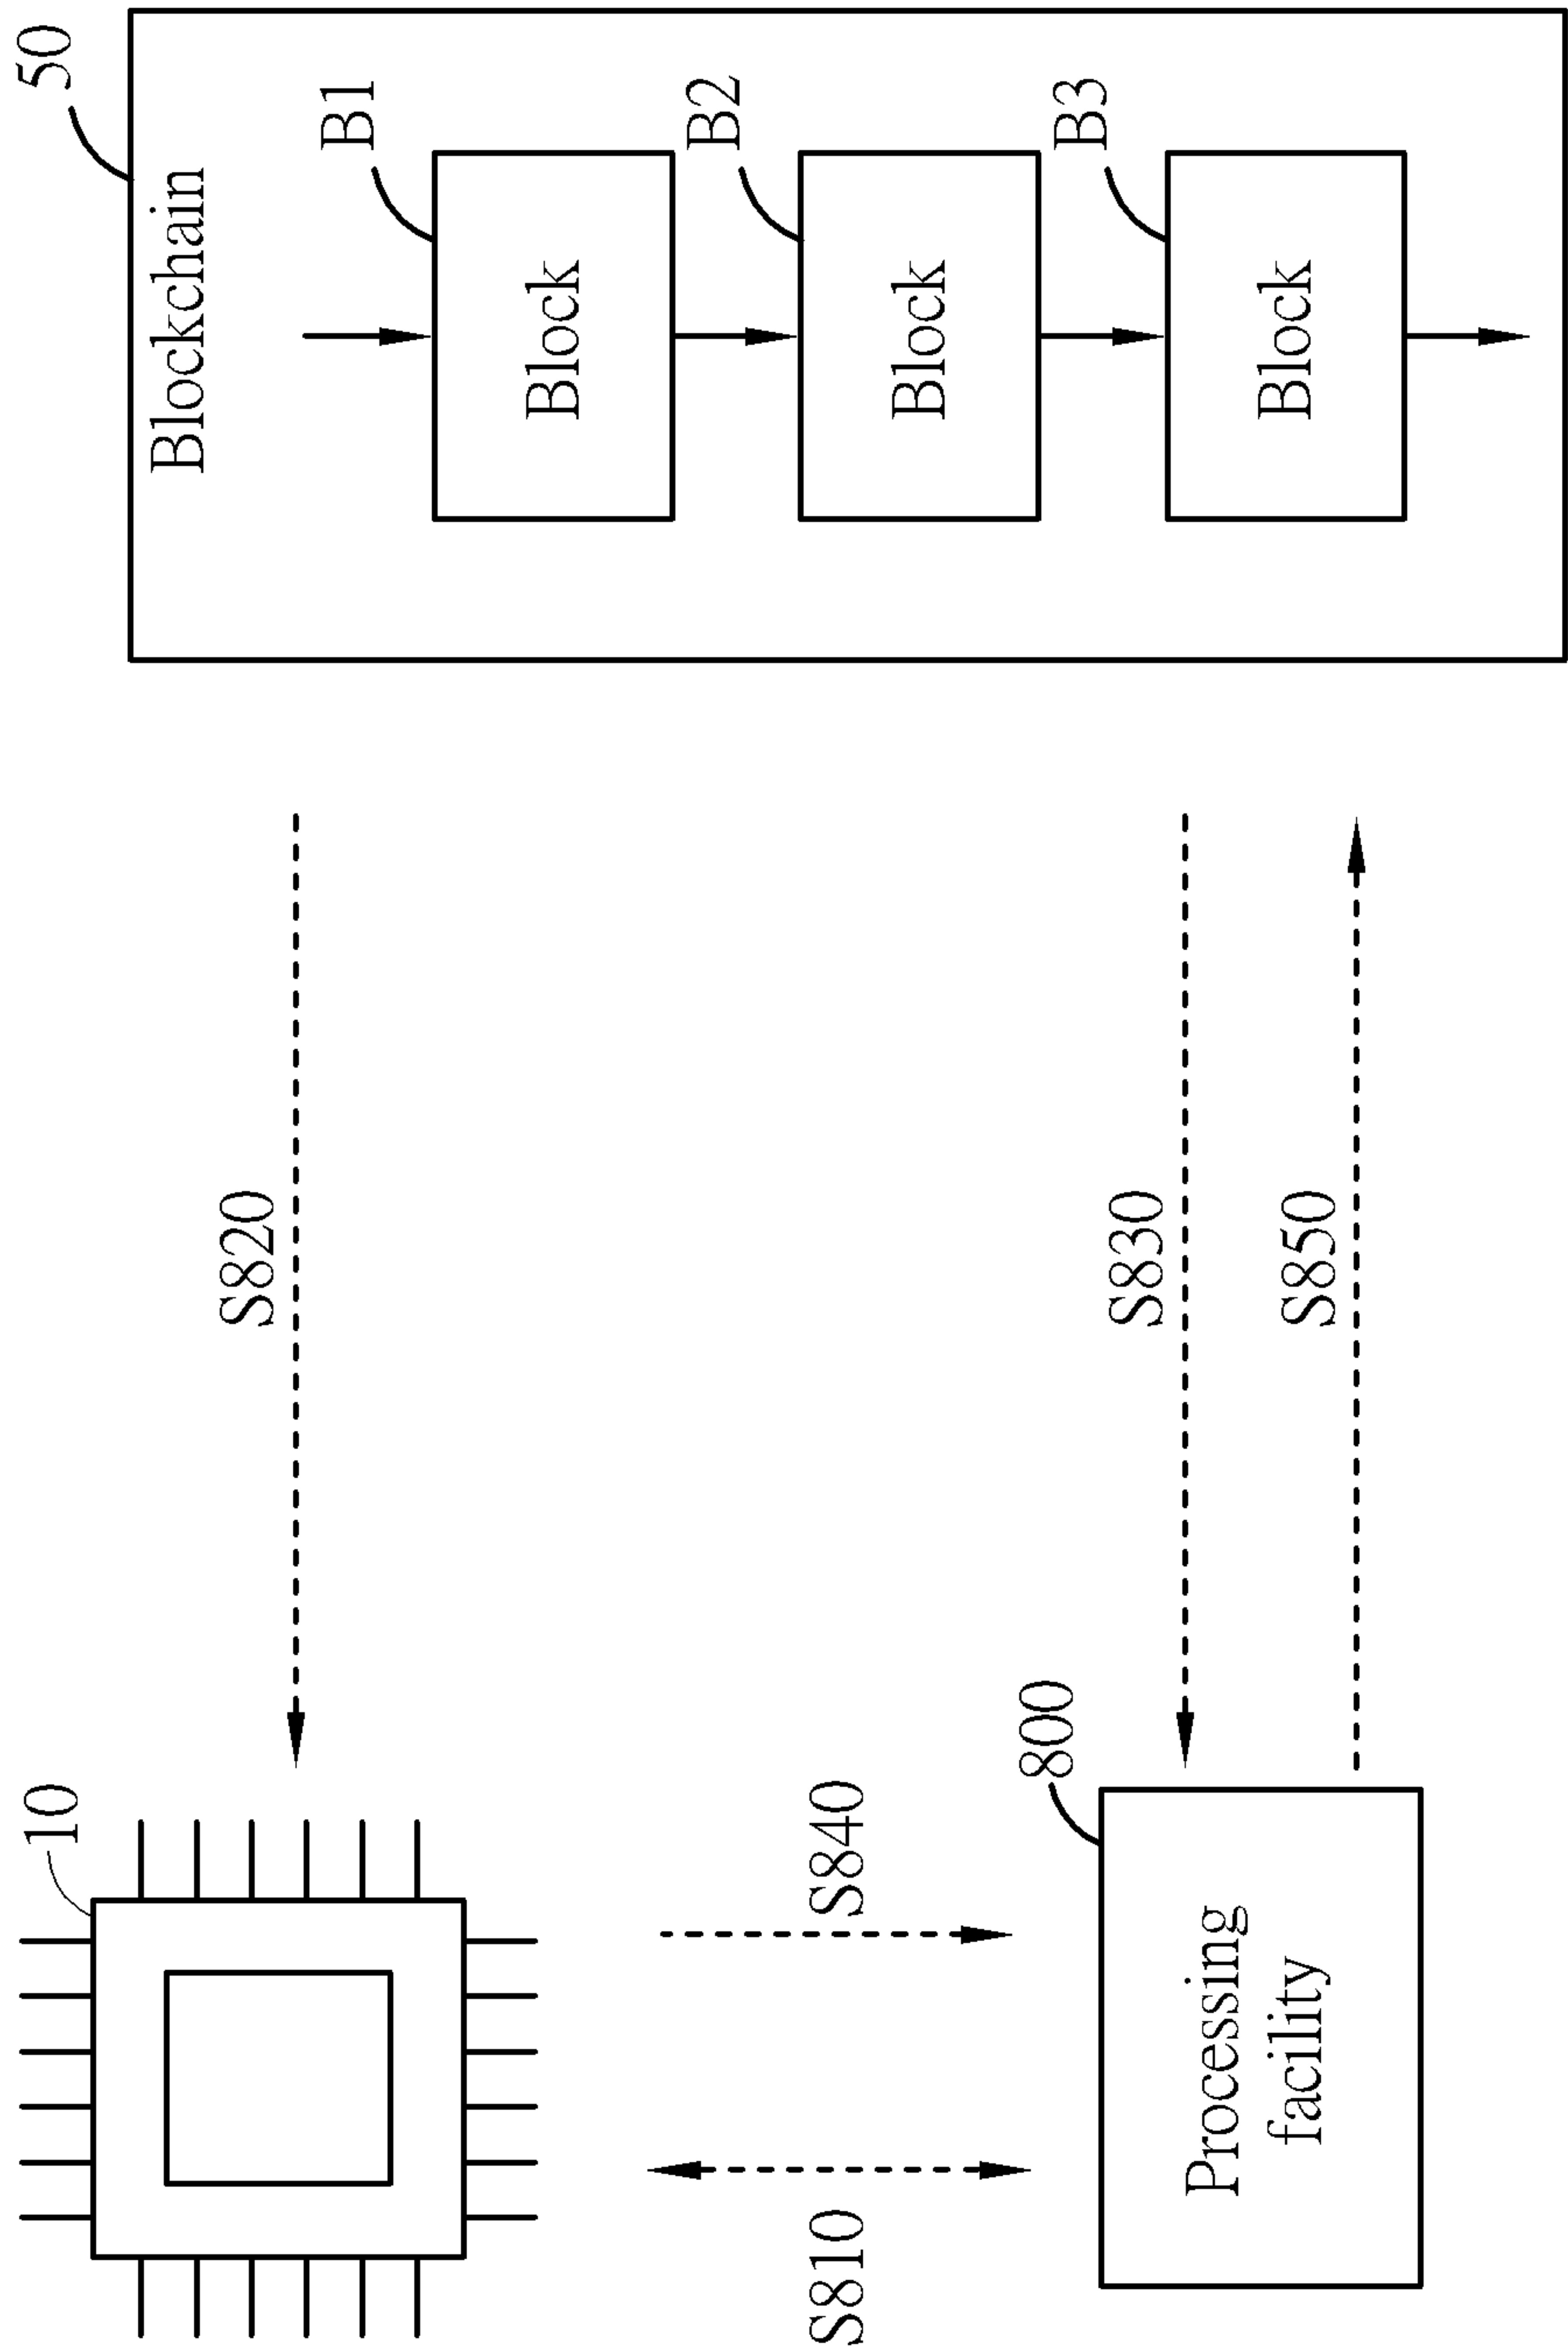 10
50
Blockchain
S820
B1
Block
B2
S810
S840
Block
800
B3
S830
Processing
facility
Block
S850